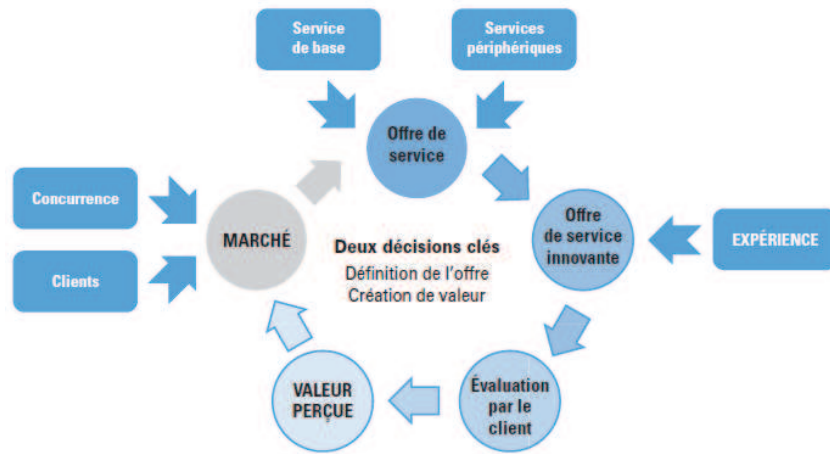 Service
de base
Services
périphériques
Offre de
service
Concurrence
MARCHÉ
Clients
Deux décisions clés
Définition de l'offre
Création de valeur
Offre
de service
innovante
EXPÉRIENCE
VALEUR
PERÇUE
Évaluation
par le
client